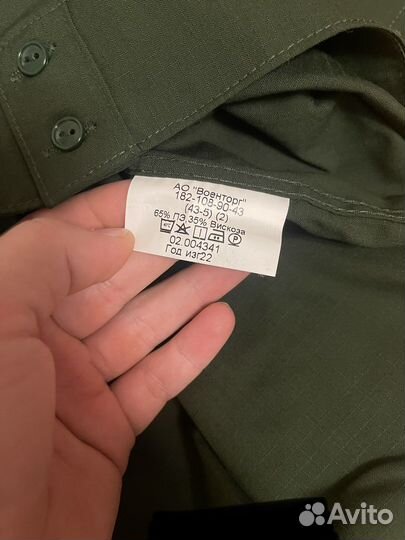 АО "Военторг"
182-108-90-43
(43-5) (2)
65% ПЭ 35% Вискоза
02 004341
Год изг22
Avito